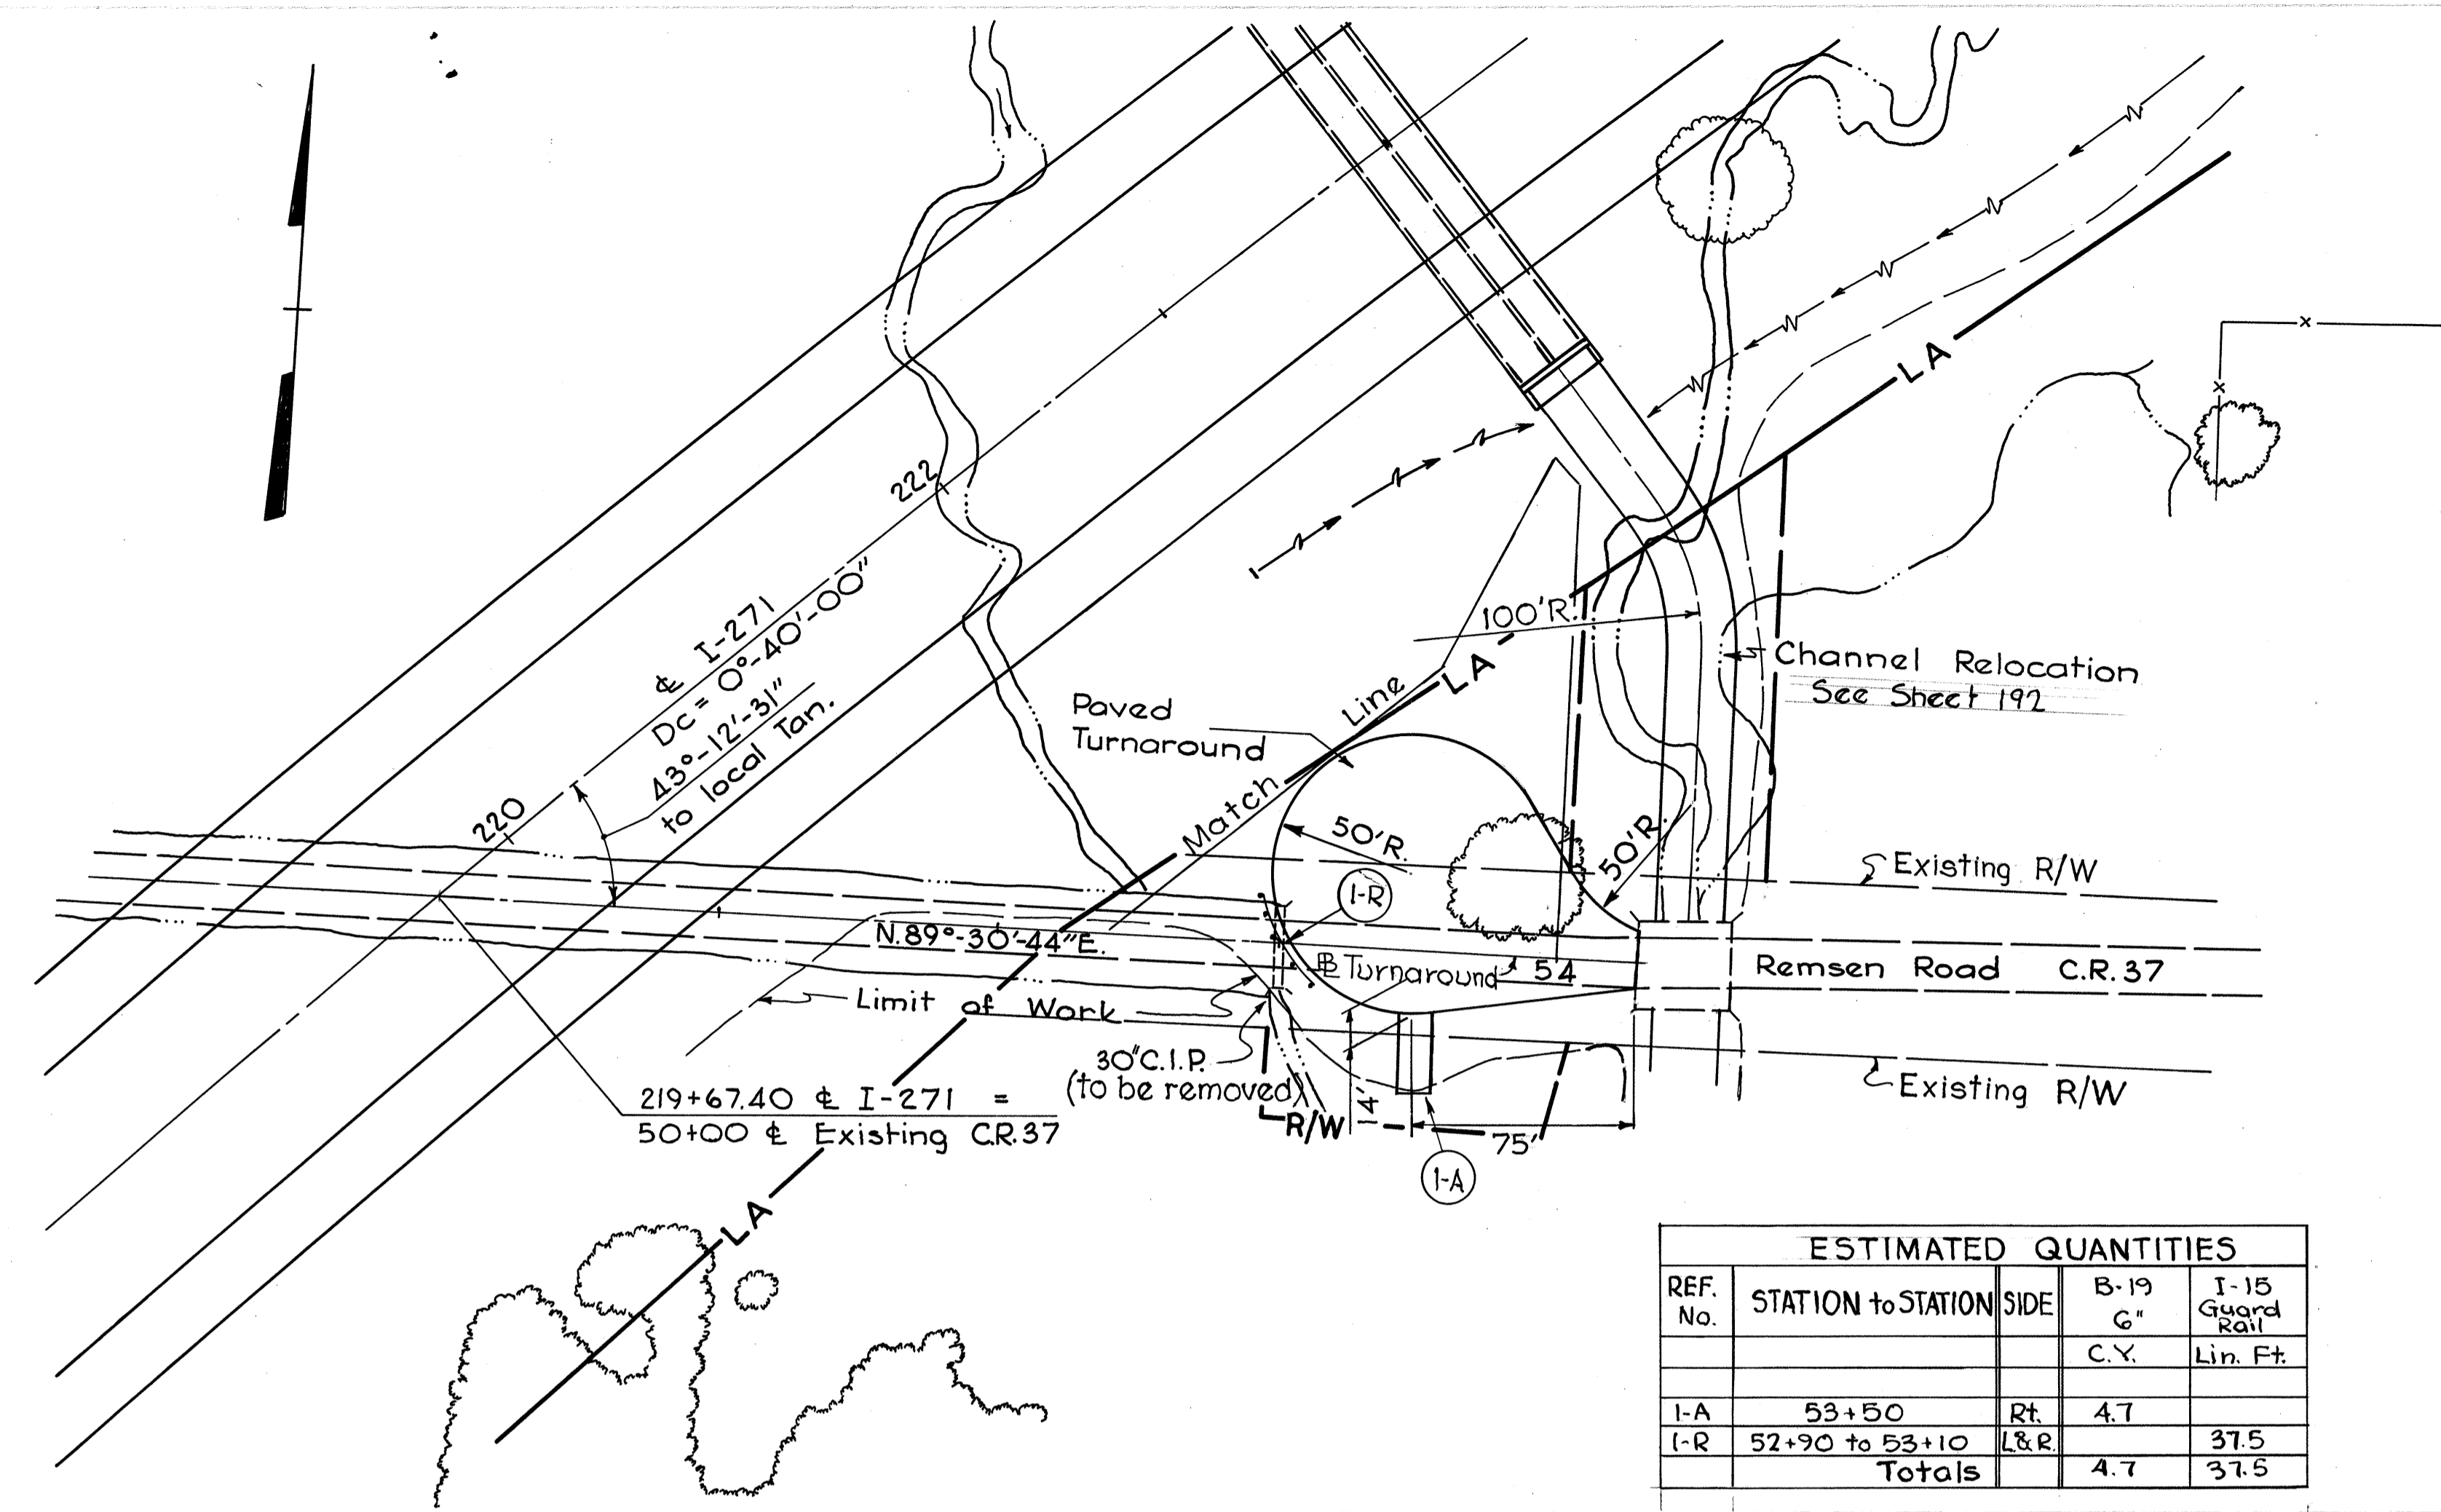 222
℄ I-271
Dc = 0°-40'-00"
43°-12'-31"
to local Tan.
220
LA
100'R.
LA
Line
Match
Channel Relocation
See Sheet 192
Paved
Turnaround
50'R.
50'R.
1-R
Existing R/W
N.89°-30'-44"E.
Turnaround
54
Remsen Road C.R.37
Limit of Work
30"C.I.P.
(to be removed)
R/W
14'
75'
1-A
Existing R/W
219+67.40 ℄ I-271 =
50+00 ℄ Existing C.R.37
LA
ESTIMATED QUANTITIES
REF. No. STATION to STATION SIDE B-19 6" I-15 Guard Rail
C.Y. Lin. Ft.
1-A 53+50 Rt. 4.7
1-R 52+90 to 53+10 L&R. 37.5
Totals 4.7 37.5